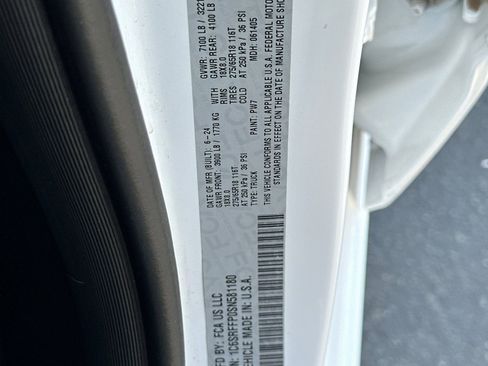 MFD BY: FCA US LLC
DATE OF MFR (BUILT): 6-24 GVWR: 7100 LB / 3221
GAWR FRONT: 3900 LB / 1770 KG WITH GAWR REAR: 4100 LB
18X8.0 RIMS 18X8.0
275/65R18 116T TIRES 275/65R18 116T
AT 250 kPa / 36 PSI COLD AT 250 kPa / 36 PSI
TYPE: TRUCK PAINT: PW7 MDH: 061405
THIS VEHICLE CONFORMS TO ALL APPLICABLE U.S.A. FEDERAL MOTOR
STANDARDS IN EFFECT ON THE DATE OF MANUFACTURE SHO
1C6SRFFP0SN581180
VEHICLE MADE IN U.S.A.